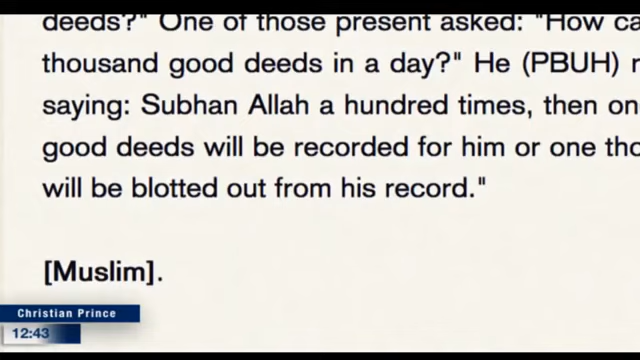 deeds?" One of those present asked: "How ca
thousand good deeds in a day?" He (PBUH) r
saying: Subhan Allah a hundred times, then on
good deeds will be recorded for him or one tho
will be blotted out from his record."
[Muslim].
Christian Prince
12:43